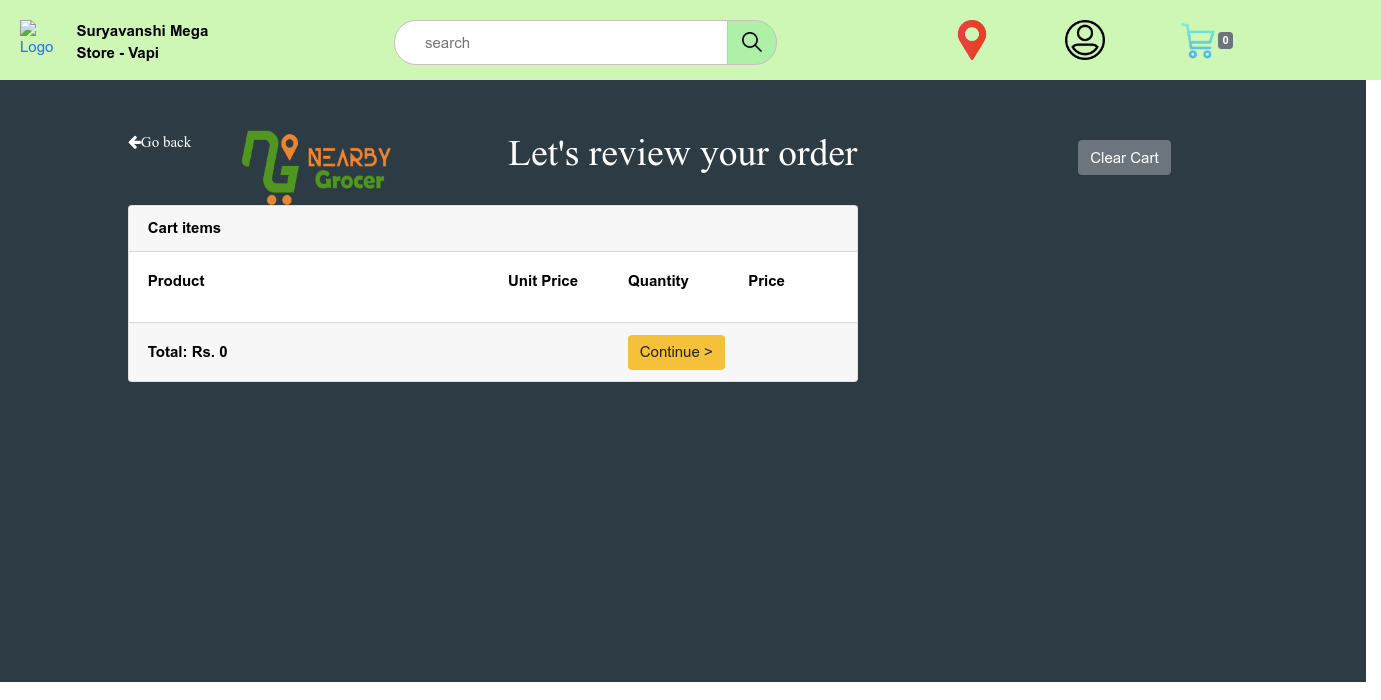 Logo
Suryavanshi Mega
Store - Vapi
search
0
Go back
NEARBY
Grocer
Let's review your order
Clear Cart
Cart items
Product Unit Price Quantity Price
Total: Rs. 0 Continue >